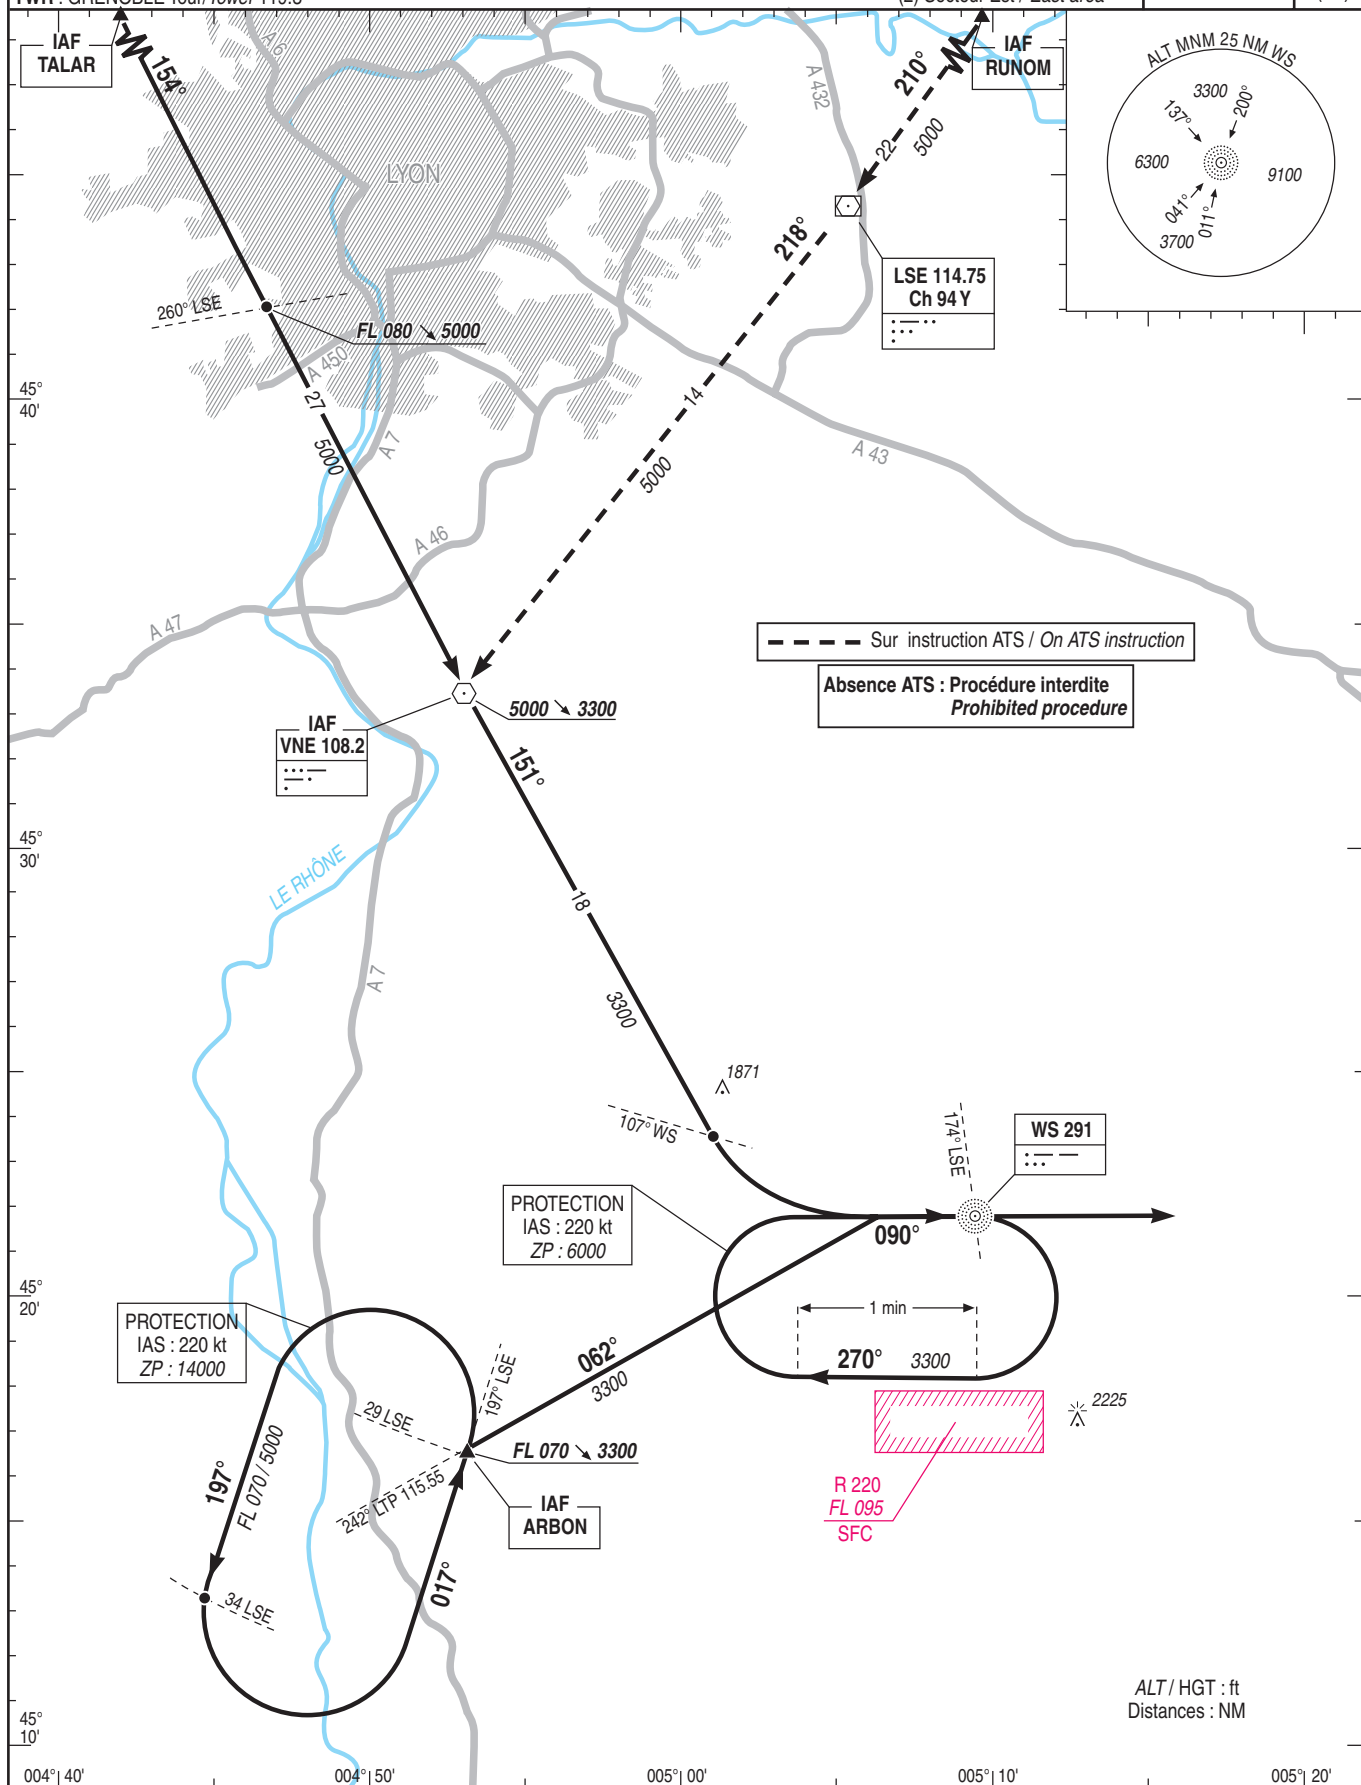 IAF
TALAR
154°
A 6
LYON
A 432
210°
22
5000
IAF
RUNOM
ALT MNM 25 NM WS
3300
137°
200°
6300
9100
041°
011°
3700
218°
LSE 114.75
Ch 94 Y
260° LSE
FL 080 ↘ 5000
A 450
45°
40'
27
5000
A 7
14
5000
A 43
A 46
A 47
Sur instruction ATS / On ATS instruction
Absence ATS : Procédure interdite
Prohibited procedure
5000 ↘ 3300
IAF
VNE 108.2
151°
45°
30'
LE RHÔNE
18
A 7
3300
1871
107° WS
174° LSE
WS 291
PROTECTION
IAS : 220 kt
ZP : 6000
090°
45°
20'
PROTECTION
IAS : 220 kt
ZP : 14000
1 min
062°
3300
270° 3300
197° LSE
29 LSE
2225
FL 070 ↘ 3300
197°
FL 070 / 5000
242° LTP 115.55
IAF
ARBON
R 220
FL 095
SFC
017°
34 LSE
ALT / HGT : ft
Distances : NM
45°
10'
004° 40'
004° 50'
005° 00'
005° 10'
005° 20'